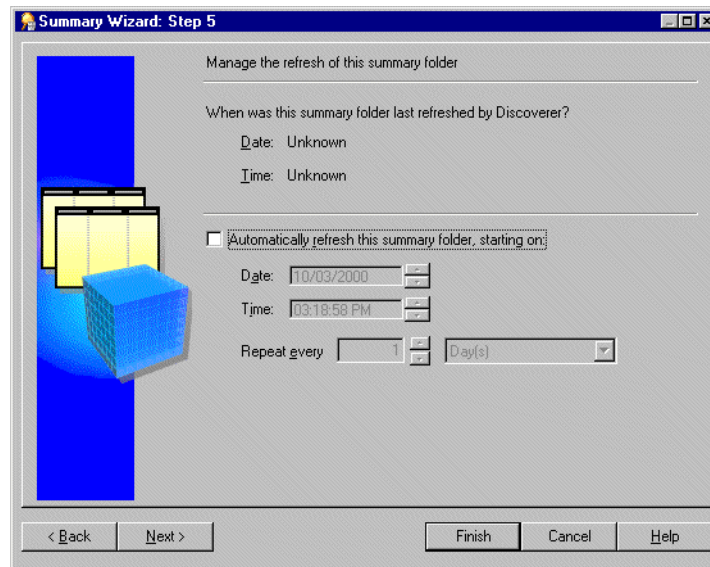 Summary Wizard: Step 5
Manage the refresh of this summary folder
When was this summary folder last refreshed by Discoverer?
Date: Unknown
Time: Unknown
Automatically refresh this summary folder, starting on:
Date: 10/03/2000
Time: 03:18:58 PM
Repeat every 1 Day(s)
< Back Next > Finish Cancel Help